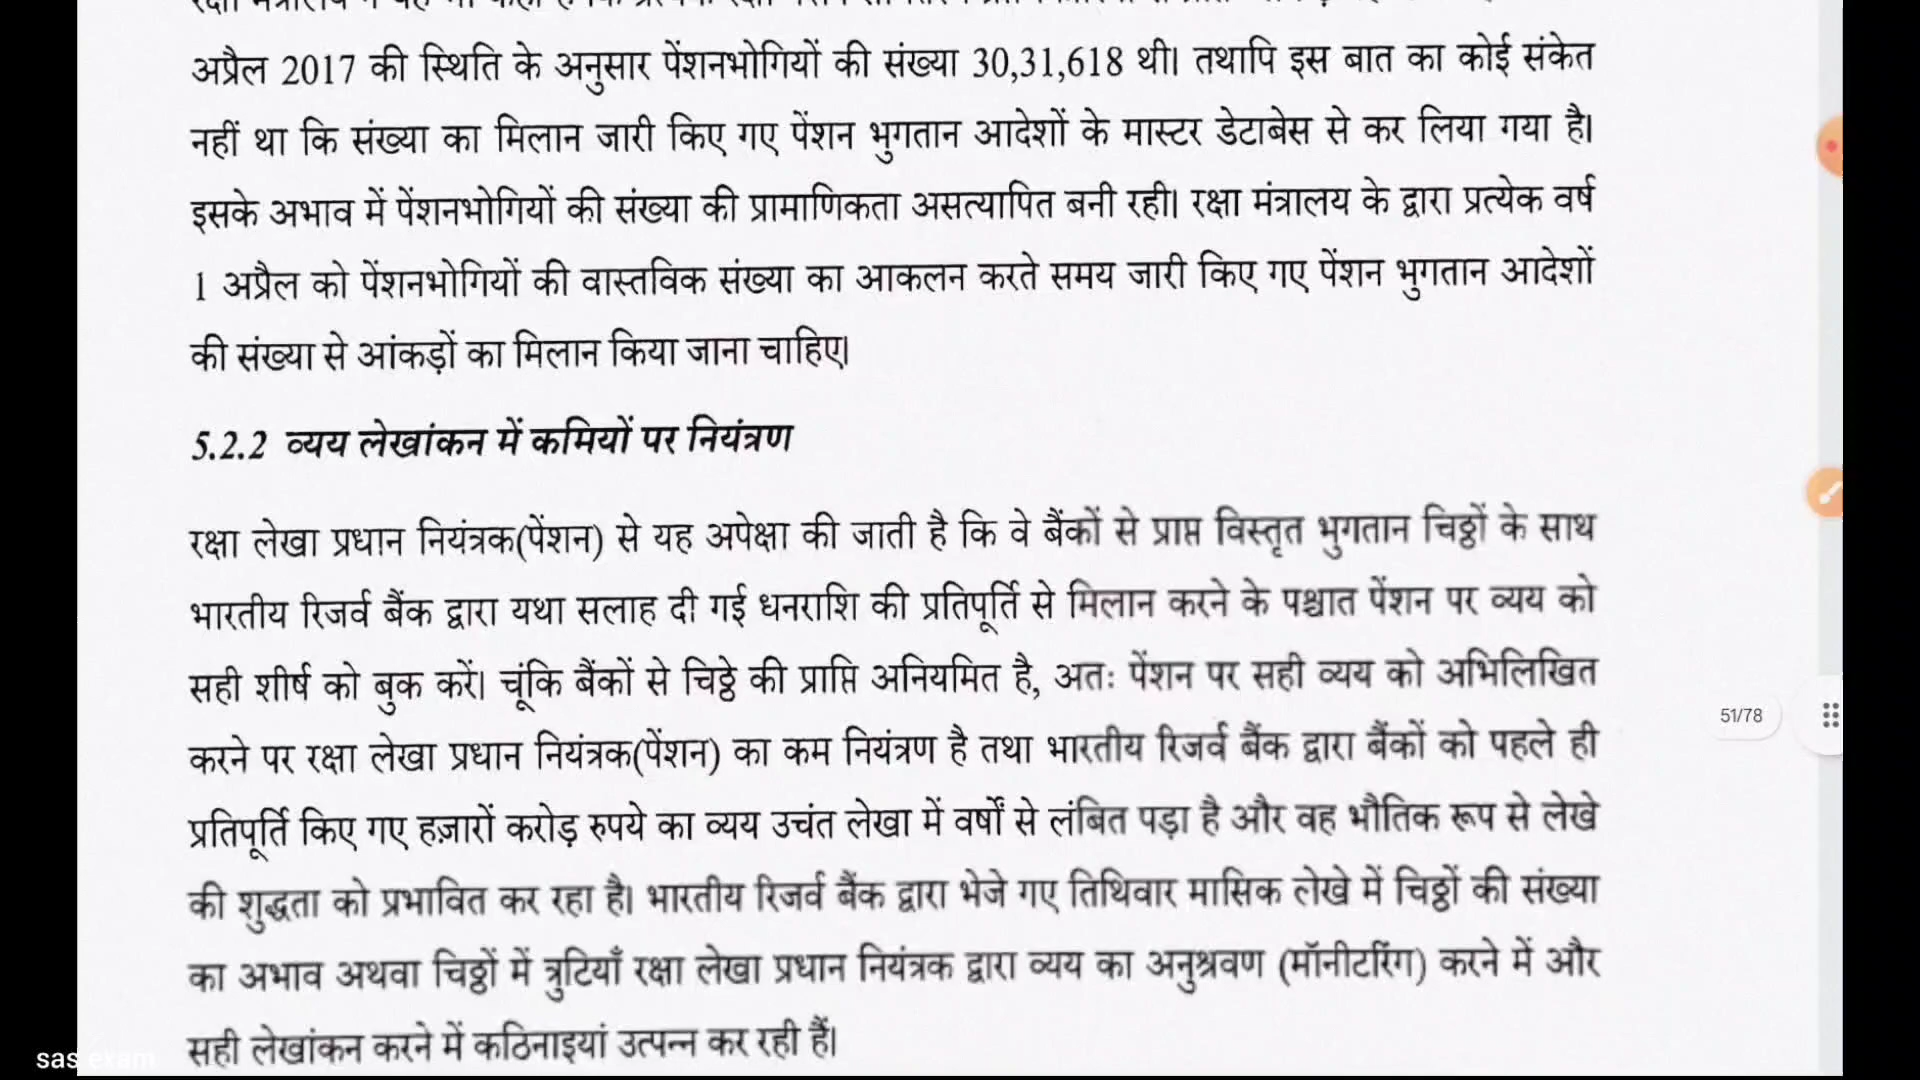 अप्रैल 2017 की स्थिति के अनुसार पेंशनभोगियों की संख्या 30,31,618 थी। तथापि इस बात का कोई संकेत
नहीं था कि संख्या का मिलान जारी किए गए पेंशन भुगतान आदेशों के मास्टर डेटाबेस से कर लिया गया है।
इसके अभाव में पेंशनभोगियों की संख्या की प्रामाणिकता असत्यापित बनी रही। रक्षा मंत्रालय के द्वारा प्रत्येक वर्ष
1 अप्रैल को पेंशनभोगियों की वास्तविक संख्या का आकलन करते समय जारी किए गए पेंशन भुगतान आदेशों
की संख्या से आंकड़ों का मिलान किया जाना चाहिए।
5.2.2 व्यय लेखांकन में कमियों पर नियंत्रण
रक्षा लेखा प्रधान नियंत्रक(पेंशन) से यह अपेक्षा की जाती है कि वे बैंकों से प्राप्त विस्तृत भुगतान चिठ्ठों के साथ
भारतीय रिजर्व बैंक द्वारा यथा सलाह दी गई धनराशि की प्रतिपूर्ति से मिलान करने के पश्चात पेंशन पर व्यय को
सही शीर्ष को बुक करें। चूंकि बैंकों से चिठ्ठे की प्राप्ति अनियमित है, अतः पेंशन पर सही व्यय को अभिलिखित
करने पर रक्षा लेखा प्रधान नियंत्रक(पेंशन) का कम नियंत्रण है तथा भारतीय रिजर्व बैंक द्वारा बैंकों को पहले ही
प्रतिपूर्ति किए गए हज़ारों करोड़ रुपये का व्यय उचंत लेखा में वर्षों से लंबित पड़ा है और वह भौतिक रूप से लेखे
की शुद्धता को प्रभावित कर रहा है। भारतीय रिजर्व बैंक द्वारा भेजे गए तिथिवार मासिक लेखे में चिठ्ठों की संख्या
का अभाव अथवा चिठ्ठों में त्रुटियाँ रक्षा लेखा प्रधान नियंत्रक द्वारा व्यय का अनुश्रवण (मॉनीटरिंग) करने में और
सही लेखांकन करने में कठिनाइयां उत्पन्न कर रही हैं।
51/78
sas exam